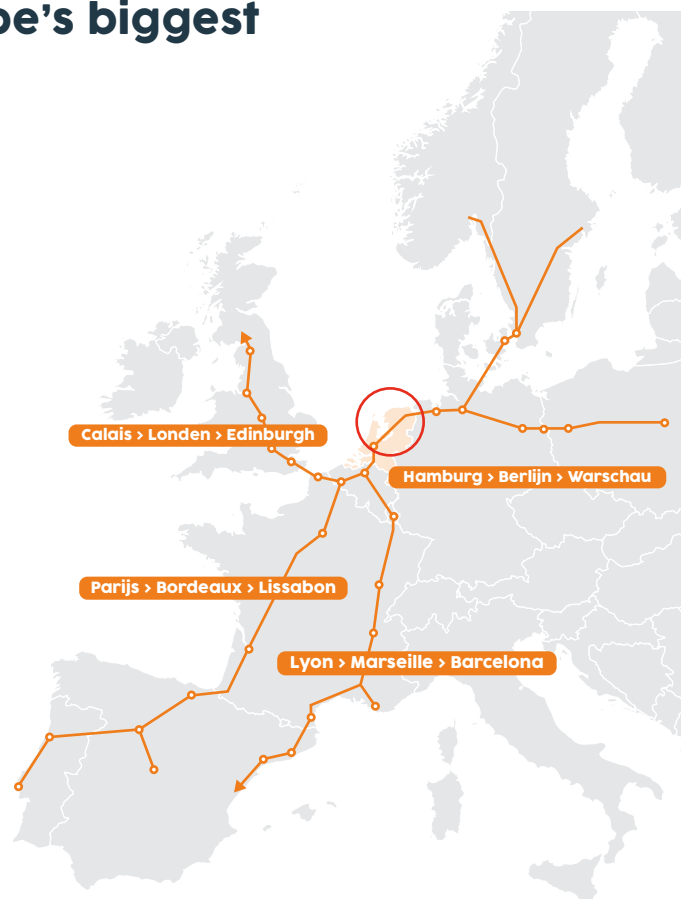 pe's biggest
Calais > Londen > Edinburgh
Hamburg > Berlijn > Warschau
Parijs > Bordeaux > Lissabon
Lyon > Marseille > Barcelona